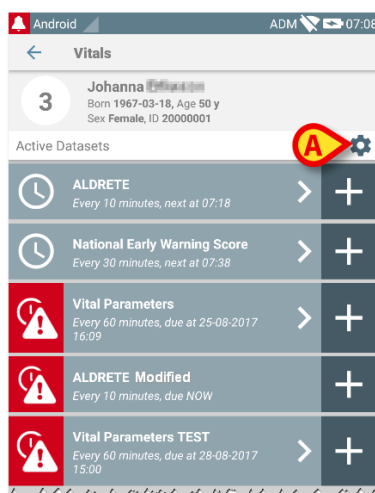 Android ADM 07:08
Vitals
3
Johanna
Born 1967-03-18, Age 50 y
Sex Female, ID 20000001
Active Datasets
A
ALDRETE
Every 10 minutes, next at 07:18
National Early Warning Score
Every 30 minutes, next at 07:38
Vital Parameters
Every 60 minutes, due at 25-08-2017
16:09
ALDRETE Modified
Every 10 minutes, due NOW
Vital Parameters TEST
Every 60 minutes, due at 28-08-2017
15:00